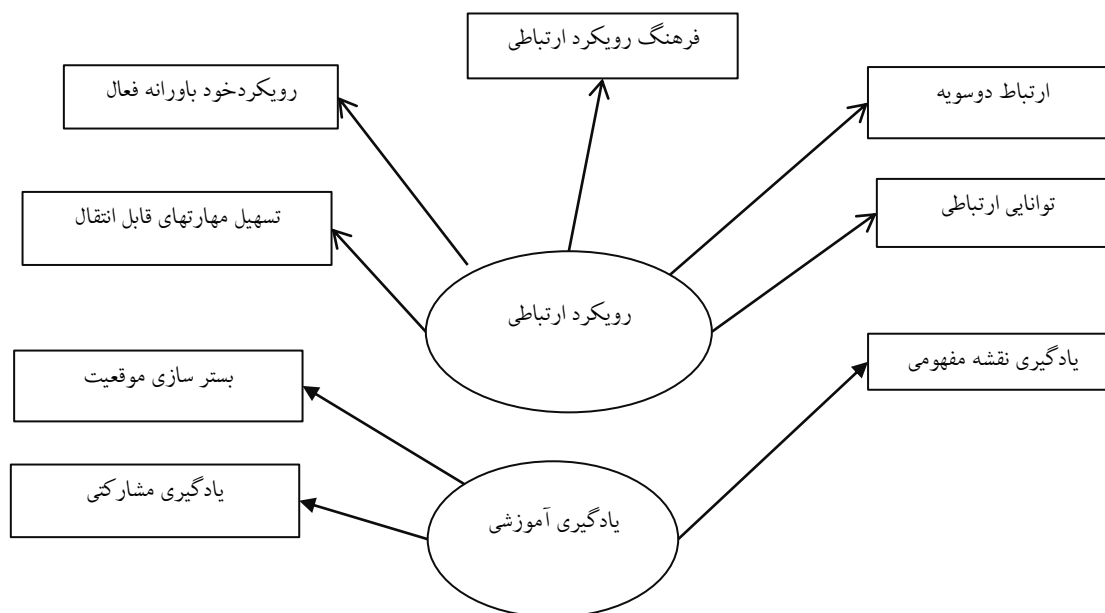 فرهنگ رویکرد ارتباطی
ارتباط دوسویه
رویکردخود باورانه فعال
توانایی ارتباطی
تسهیل مهارتهای قابل انتقال
رویکرد ارتباطی
یادگیری نقشه مفهومی
بستر سازی موقعیت
یادگیری مشارکتی
یادگیری آموزشی